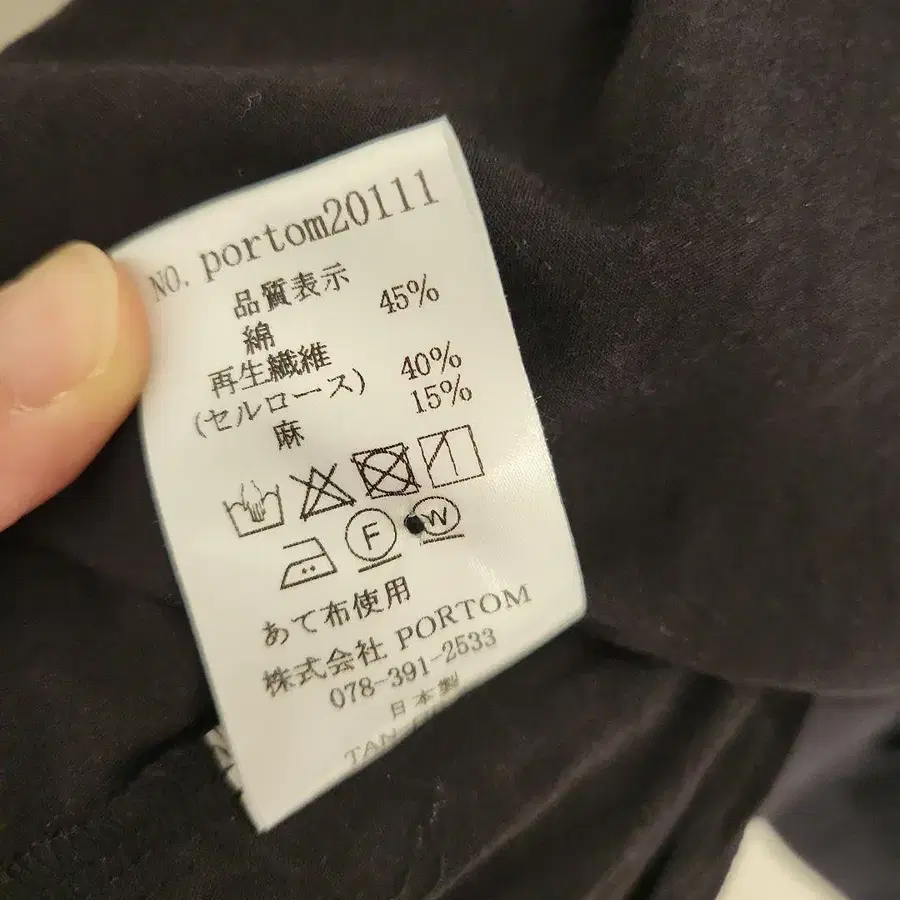 NO. portom20111
品質表示
綿 45%
再生繊維
(セルロース) 40%
麻 15%
F W
あて布使用
株式会社 PORTOM
078-391-2533
日本製